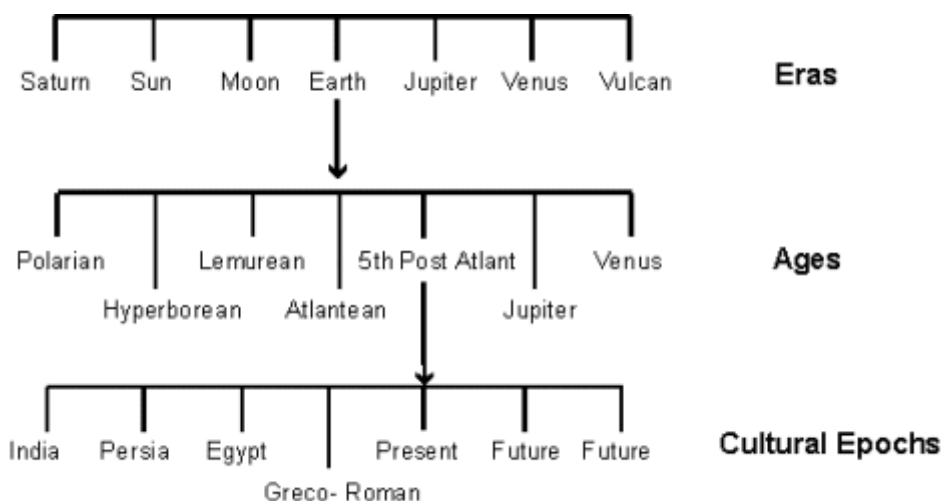 Saturn Sun Moon Earth Jupiter Venus Vulcan Eras
Polarian Lemurean 5th Post Atlant Venus Ages
Hyperborean Atlantean Jupiter
India Persia Egypt Present Future Future Cultural Epochs
Greco- Roman